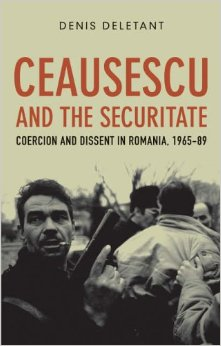 DENIS DELETANT
CEAUSESCU
AND THE SECURITATE
COERCION AND DISSENT IN ROMANIA, 1965-89